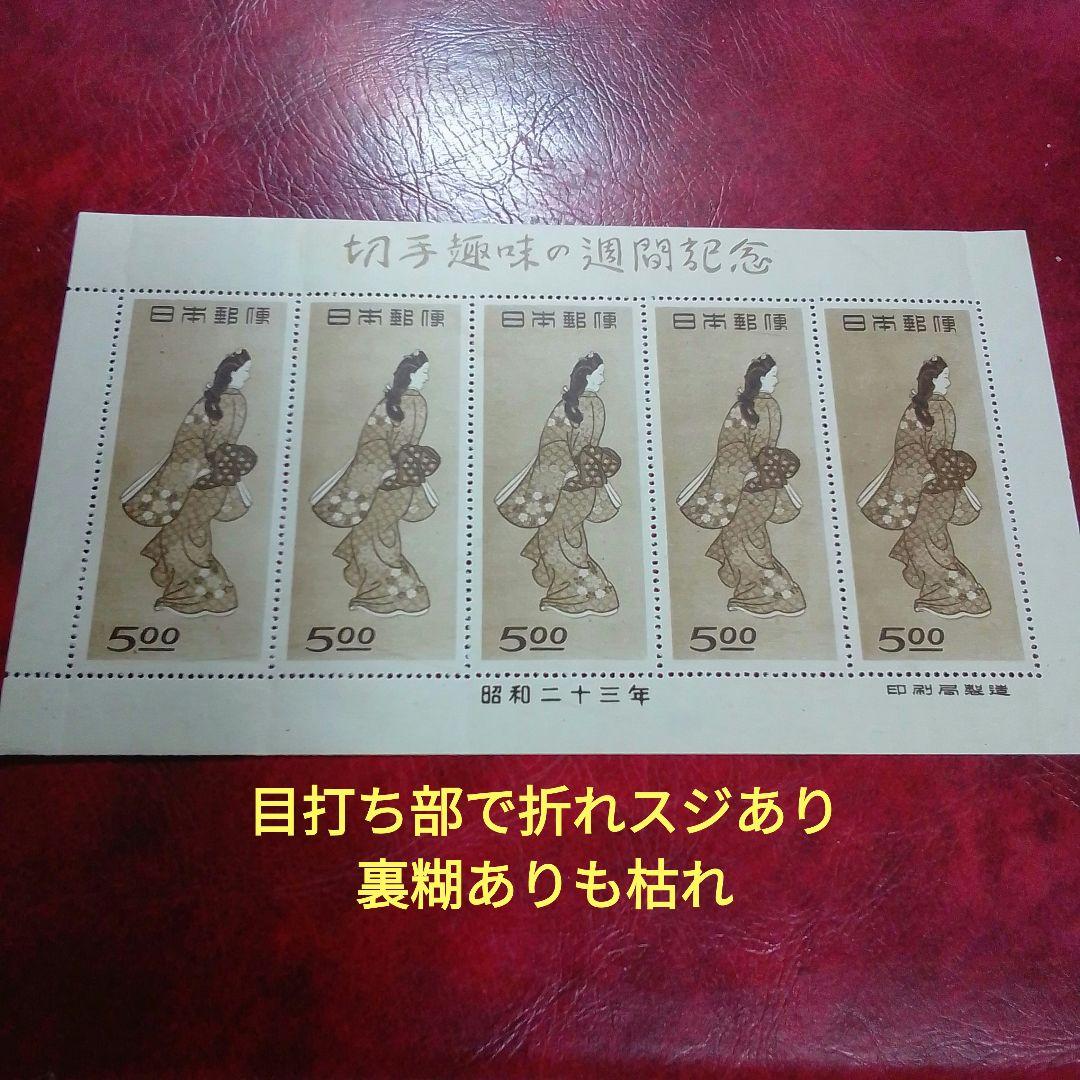 切手趣味の週間記念
日本郵便 日本郵便 日本郵便 日本郵便 日本郵便
5.00 5.00 5.00 5.00 5.00
昭和二十三年
印刷局製造
目打ち部で折れスジあり
裏糊ありも枯れ